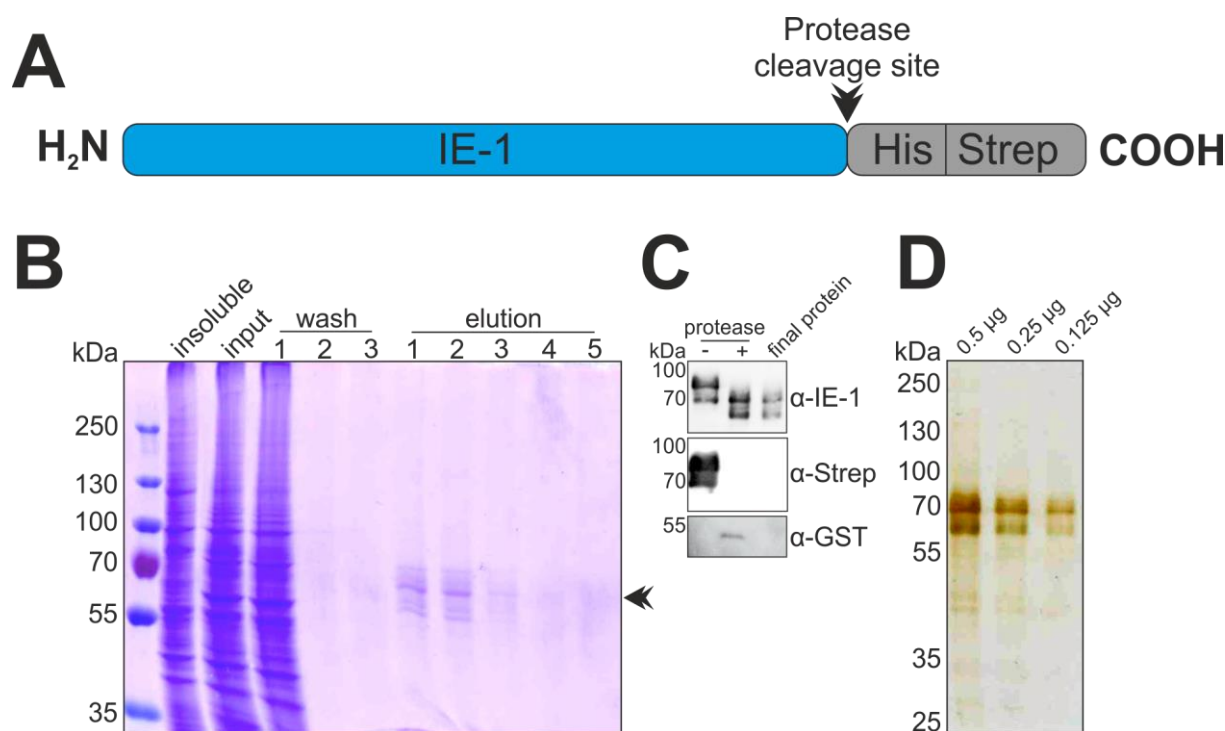 A
Protease
cleavage site
H₂N
IE-1
His
Strep
COOH
B
kDa
insoluble
input
wash
1 2 3
elution
1 2 3 4 5
250
130
100
70
55
35
C
protease
final protein
kDa
- +
100
70
α-IE-1
100
70
α-Strep
55
α-GST
D
kDa
0.5 µg
0.25 µg
0.125 µg
250
130
100
70
55
35
25